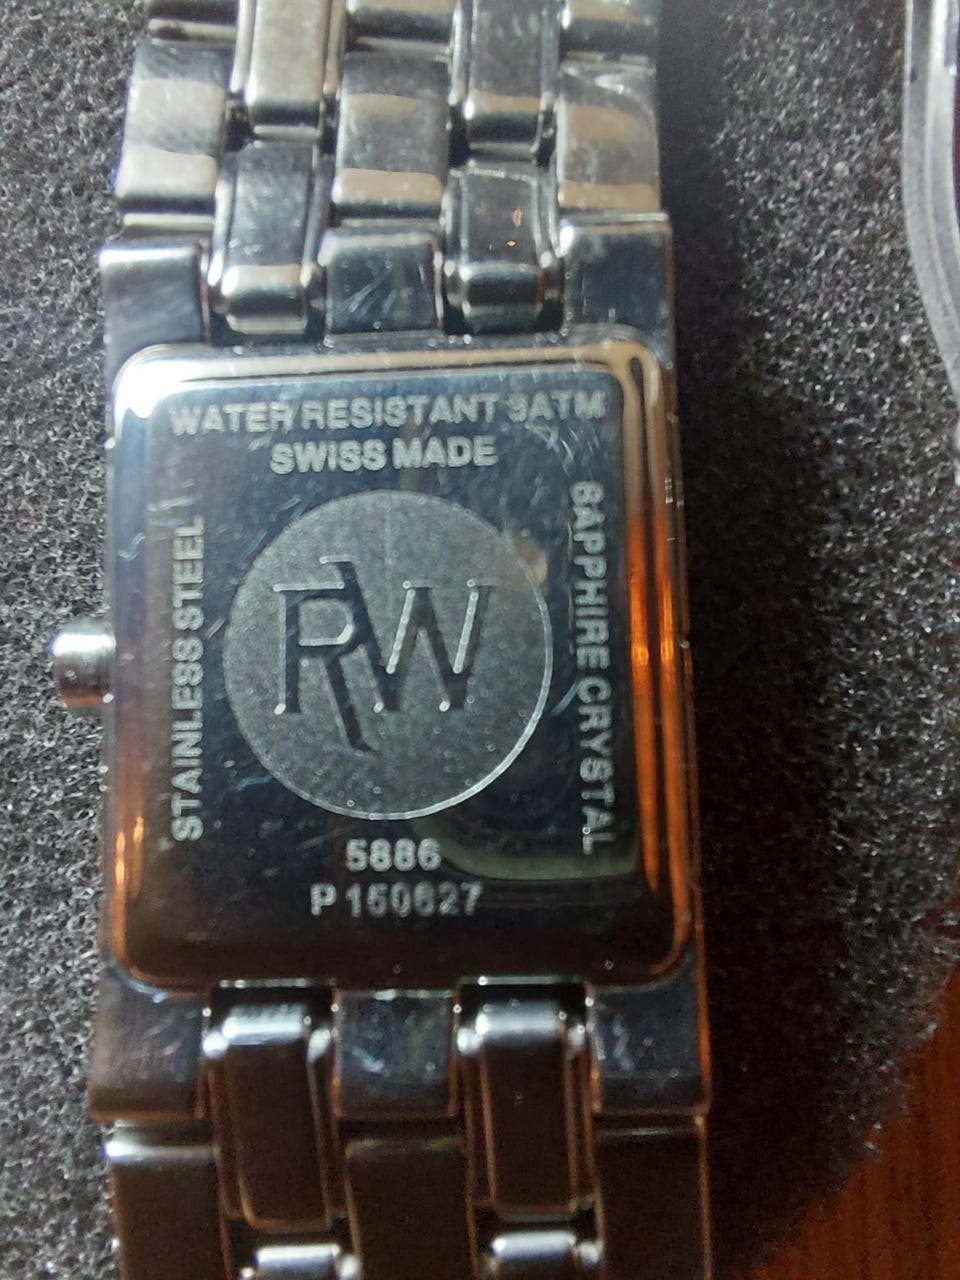 WATER RESISTANT 3ATM
SWISS MADE
STAINLESS STEEL
SAPPHIRE CRYSTAL
RW
5886
P 150627